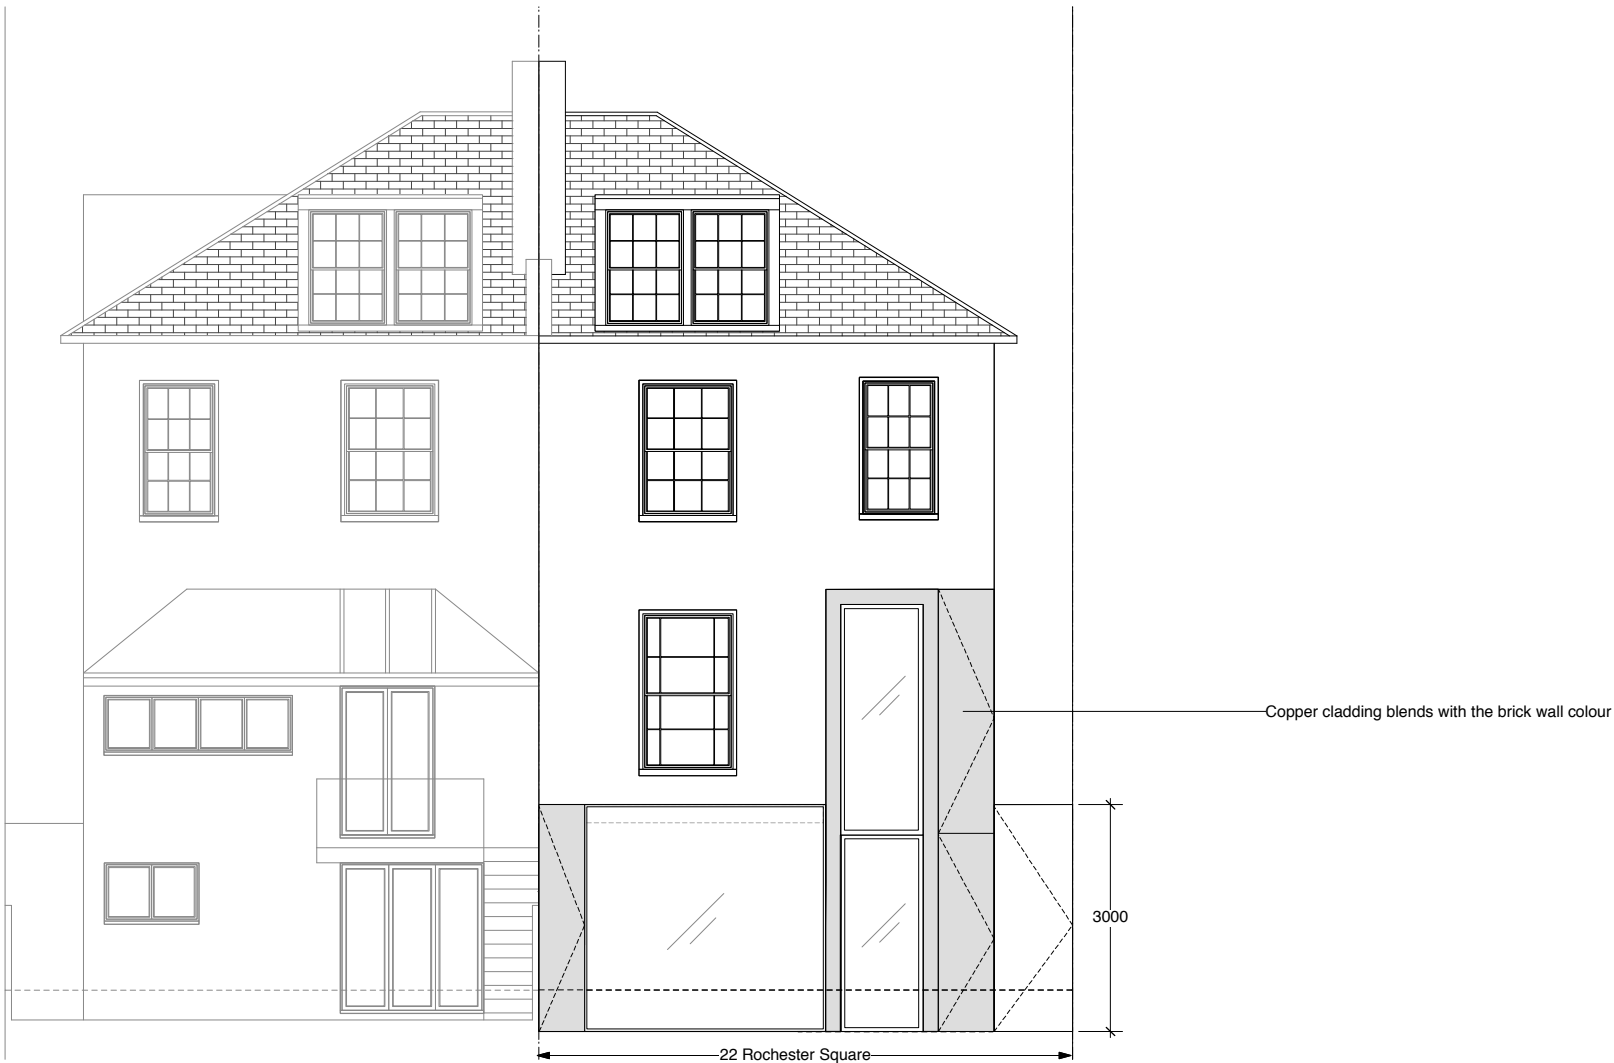 Copper cladding blends with the brick wall colour
3000
22 Rochester Square